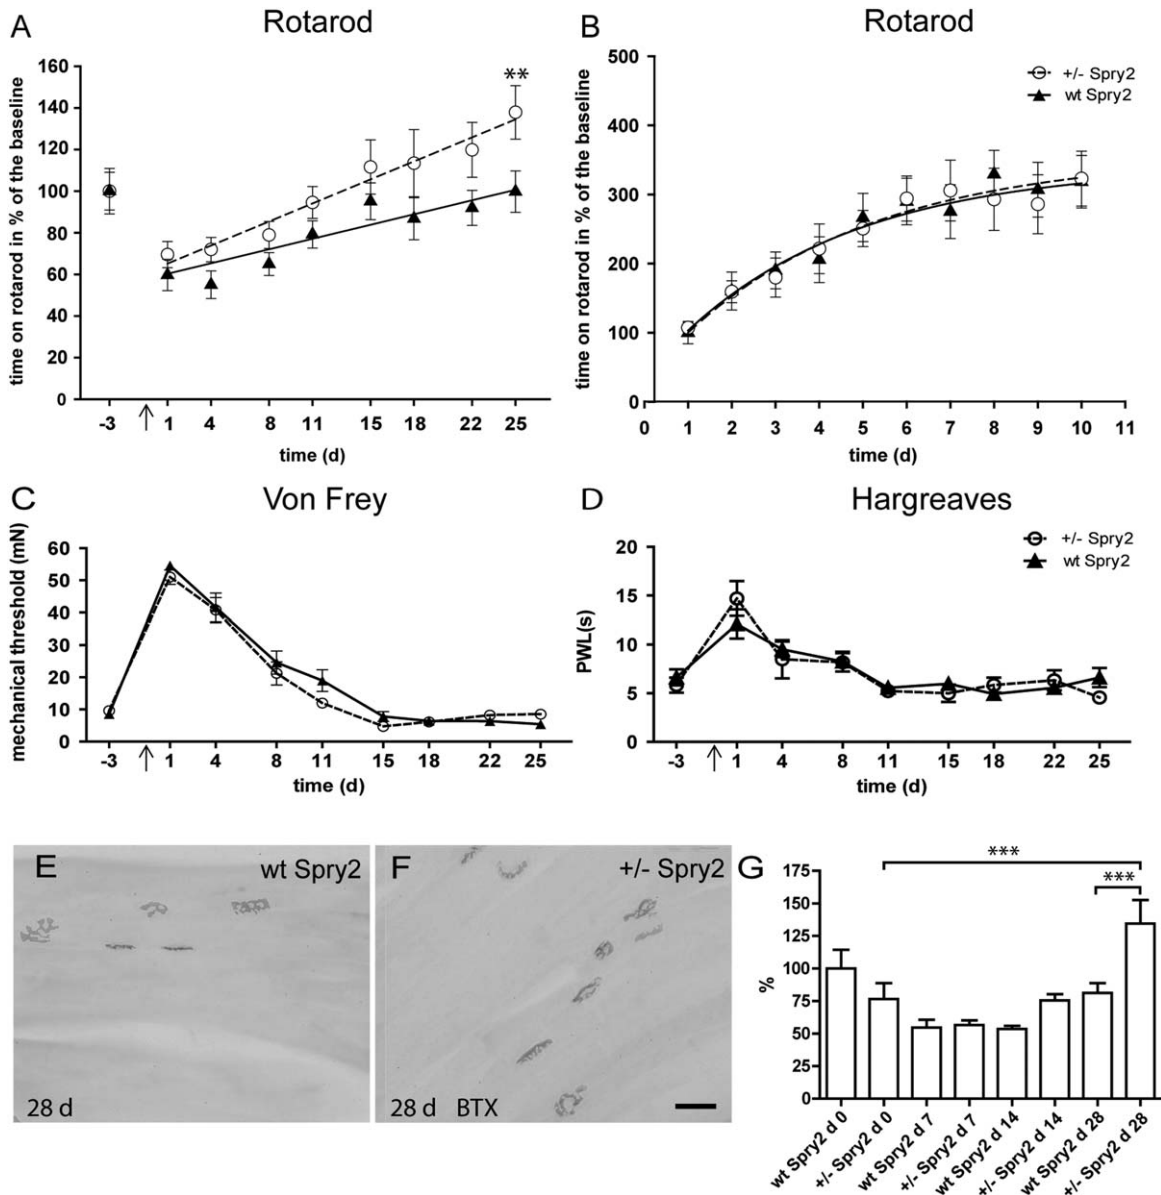 A
Rotarod
time on rotarod in % of the baseline
160
140
120
100
80
60
40
20
0
**
-3 1 4 8 11 15 18 22 25
time (d)
B
Rotarod
time on rotarod in % of the baseline
500
400
300
200
100
0
+/- Spry2
wt Spry2
0 1 2 3 4 5 6 7 8 9 10 11
time (d)
C
Von Frey
mechanical threshold (mN)
60
50
40
30
20
10
0
-3 1 4 8 11 15 18 22 25
time (d)
D
Hargreaves
PWL(s)
20
15
10
5
0
+/- Spry2
wt Spry2
-3 1 4 8 11 15 18 22 25
time (d)
E
wt Spry2
28 d
F
+/- Spry2
28 d BTX
G
%
175
150
125
100
75
50
25
0
***
***
wt Spry2 d 0
+/- Spry2 d 0
wt Spry2 d 7
+/- Spry2 d 7
wt Spry2 d 14
+/- Spry2 d 14
wt Spry2 d 28
+/- Spry2 d 28